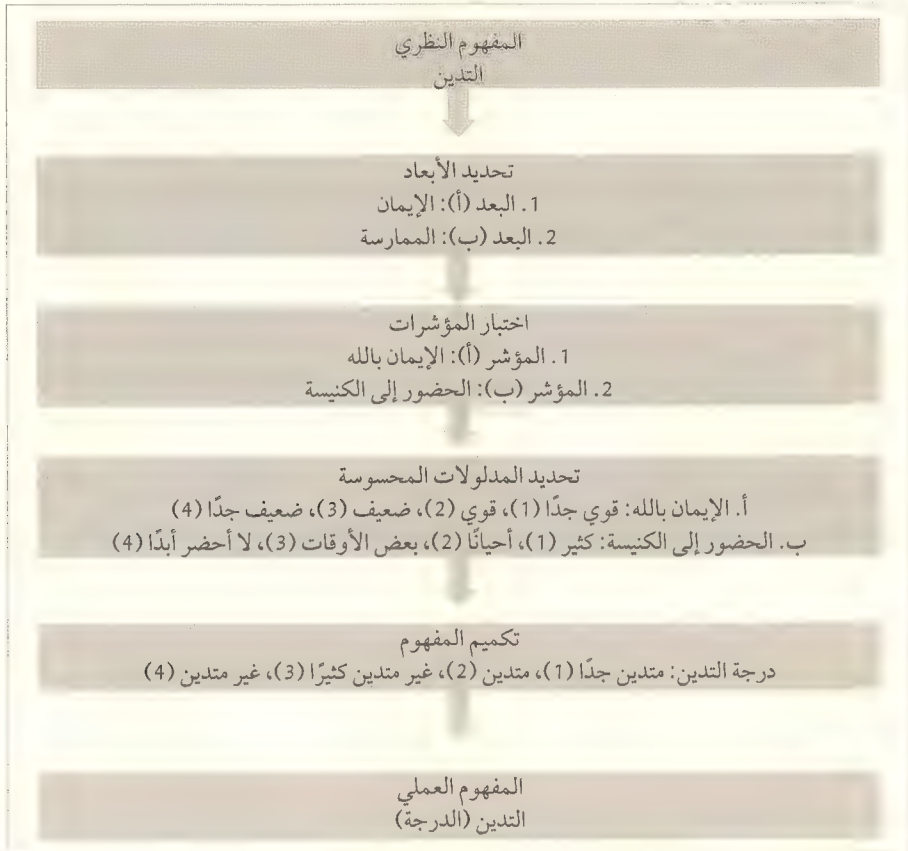 المفهوم النظري
التدين
تحديد الأبعاد
1. البعد (أ): الإيمان
2. البعد (ب): الممارسة
اختبار المؤشرات
1. المؤشر (أ): الإيمان بالله
2. المؤشر (ب): الحضور إلى الكنيسة
تحديد المدلولات المحسوسة
أ. الإيمان بالله: قوي جدًا (1)، قوي (2)، ضعيف (3)، ضعيف جدًا (4)
ب. الحضور إلى الكنيسة: كثير (1)، أحيانًا (2)، بعض الأوقات (3)، لا أحضر أبدًا (4)
تكميم المفهوم
درجة التدين: متدين جدًا (1)، متدين (2)، غير متدين كثيرًا (3)، غير متدين (4)
المفهوم العملي
التدين (الدرجة)